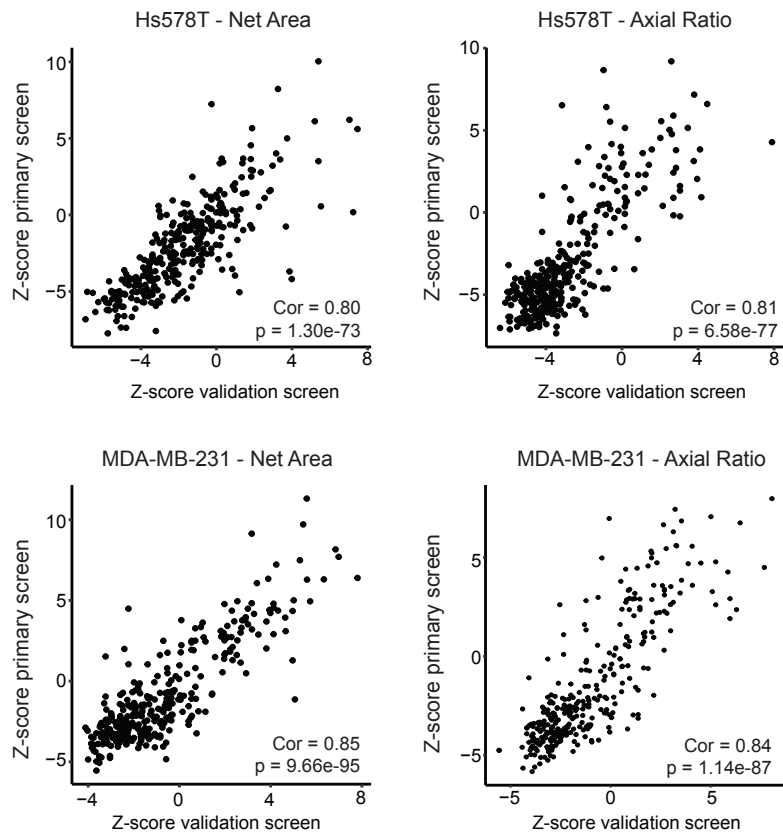 Hs578T - Net Area
Z-score primary screen
10
5
0
−5
Cor = 0.80
p = 1.30e-73
−4
0
4
8
Z-score validation screen
Hs578T - Axial Ratio
Z-score primary screen
10
5
0
−5
Cor = 0.81
p = 6.58e-77
−4
0
4
8
Z-score validation screen
MDA-MB-231 - Net Area
Z-score primary screen
10
5
0
−5
Cor = 0.85
p = 9.66e-95
−4
0
4
8
Z-score validation screen
MDA-MB-231 - Axial Ratio
Z-score primary screen
5
0
−5
Cor = 0.84
p = 1.14e-87
−5
0
5
Z-score validation screen